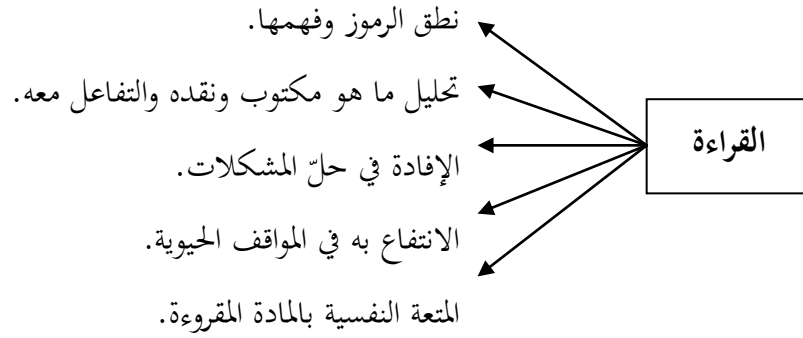 القراءة
نطق الرموز وفهمها.
تحليل ما هو مكتوب ونقده والتفاعل معه.
الإفادة في حلّ المشكلات.
الانتفاع به في المواقف الحيوية.
المتعة النفسية بالمادة المقروءة.